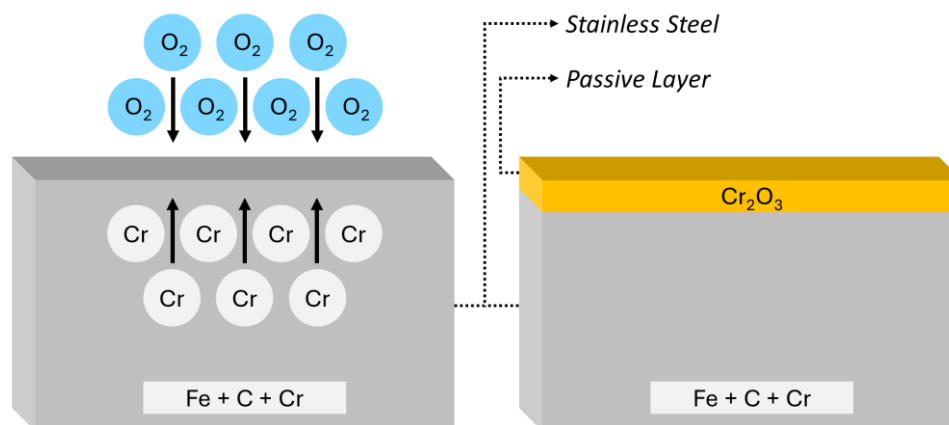 O₂ O₂ O₂
Stainless Steel
Passive Layer
O₂ O₂ O₂ O₂
Cr₂O₃
Cr Cr Cr Cr
Cr Cr Cr
Fe + C + Cr
Fe + C + Cr